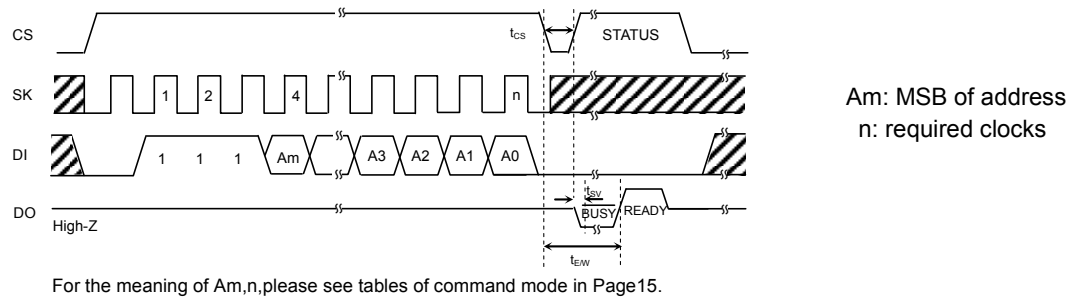 CS
tCS
STATUS
SK
1
2
4
n
DI
1
1
1
Am
A3
A2
A1
A0
tSV
DO
High-Z
BUSY
READY
tE/W
Am: MSB of address
n: required clocks
For the meaning of Am,n,please see tables of command mode in Page15.